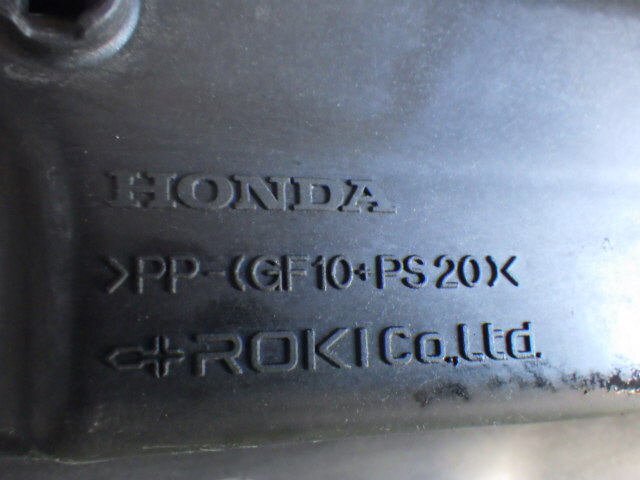 HONDA
>PP-(GF10+PS20)<
ROKI Co., Ltd.